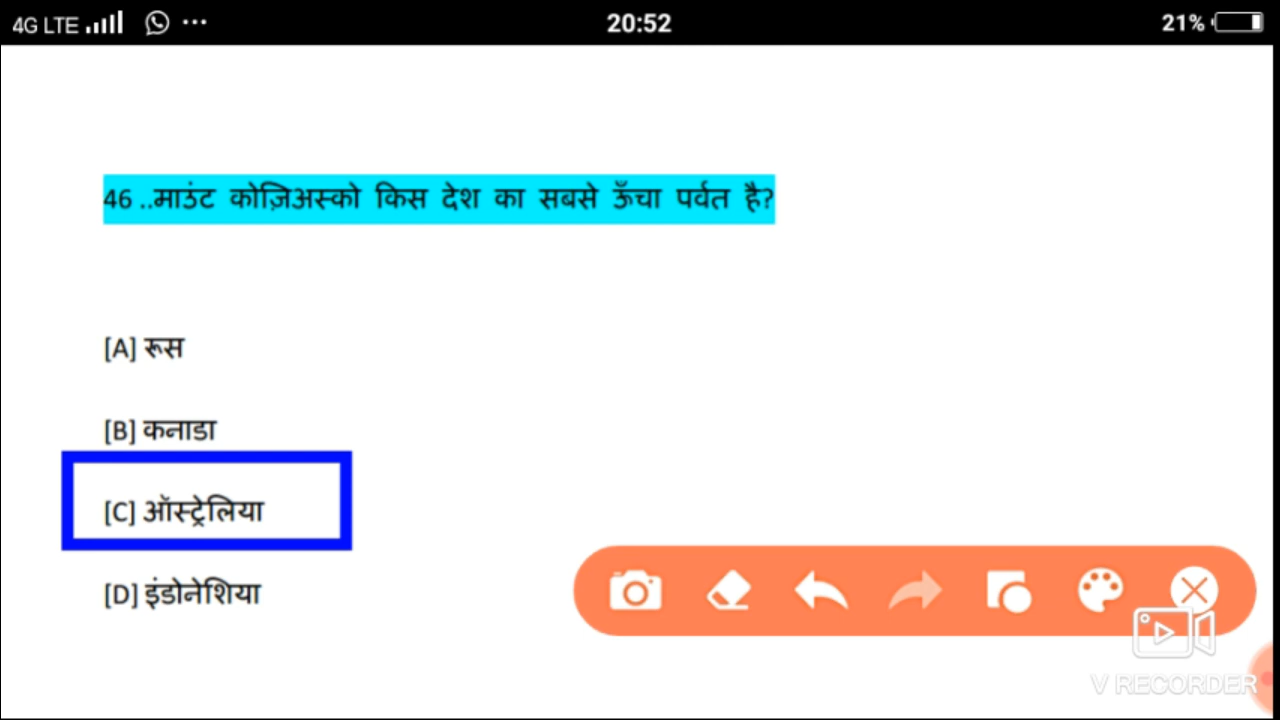 4G LTE 20:52 21%
46 ..माउंट कोज़िअस्को किस देश का सबसे ऊँचा पर्वत है?
[A] रूस
[B] कनाडा
[C] ऑस्ट्रेलिया
[D] इंडोनेशिया
V RECORDER